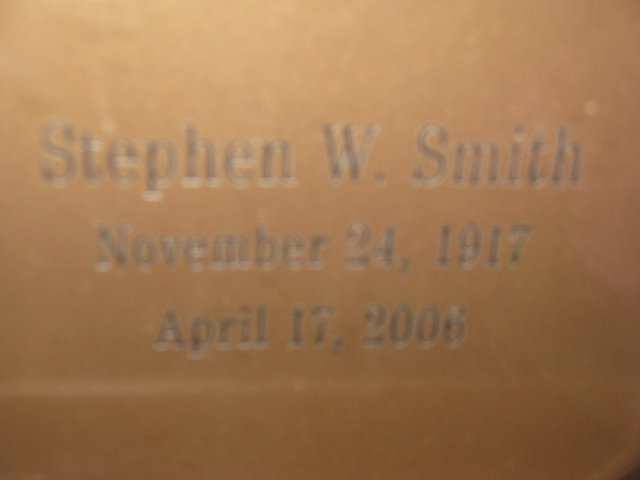 Stephen W. Smith
November 24, 1917
April 17, 2006